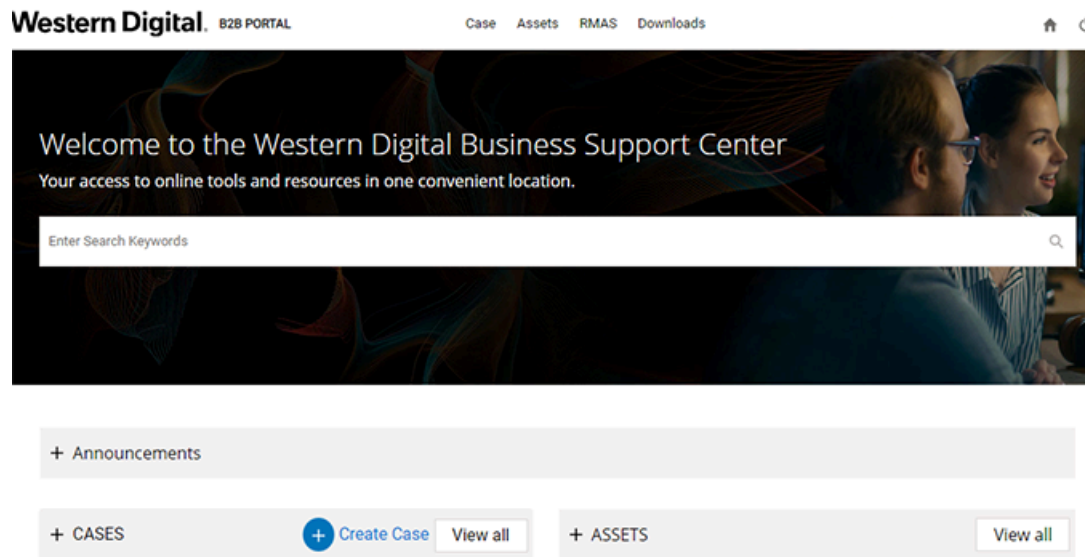 Western Digital. B2B PORTAL Case Assets RMAS Downloads
Welcome to the Western Digital Business Support Center
Your access to online tools and resources in one convenient location.
Enter Search Keywords
+ Announcements
+ CASES + Create Case View all + ASSETS View all